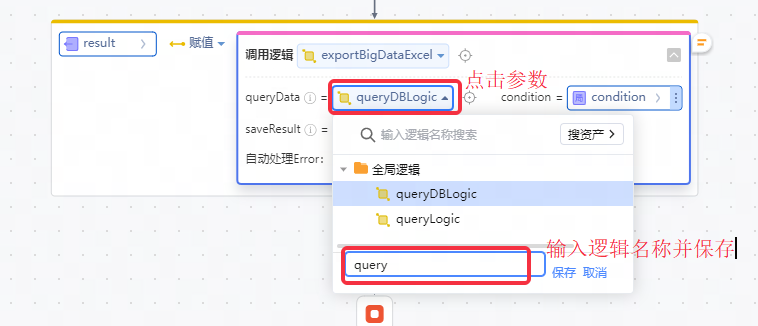 result
赋值
调用逻辑 exportBigDataExcel
queryData = queryDBLogic
点击参数
condition = condition
saveResult =
输入逻辑名称搜索
搜资产
自动处理Error:
全局逻辑
queryDBLogic
queryLogic
输入逻辑名称并保存
query
保存 取消